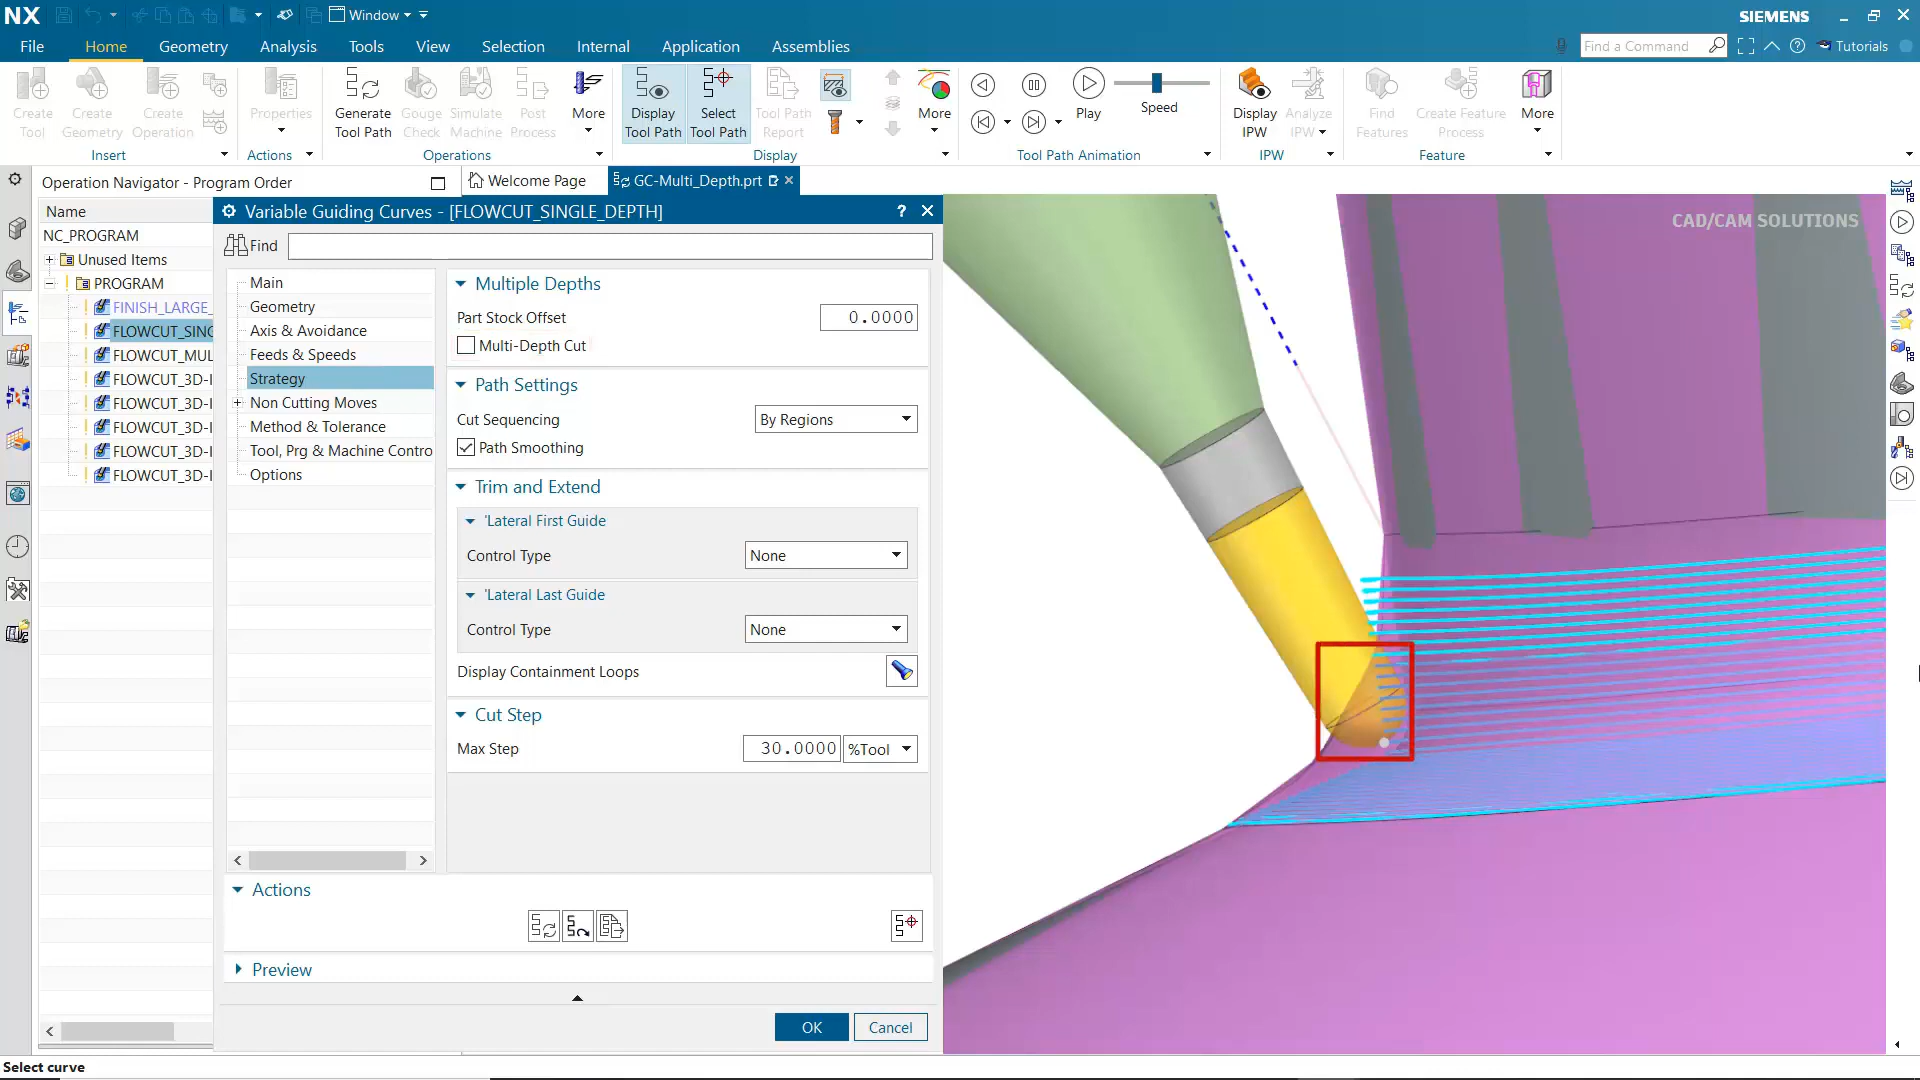 NX
Window
SIEMENS
File
Home
Geometry
Analysis
Tools
View
Selection
Internal
Application
Assemblies
Find a Command
Tutorials
Create Tool
Create Geometry
Create Operation
Properties
Generate Tool Path
Gouge Check
Simulate Machine
Post Process
More
Display Tool Path
Select Tool Path
Tool Path Report
More
Play
Speed
Display IPW
Analyze IPW
Find Features
Create Feature Process
More
Insert
Actions
Operations
Display
Tool Path Animation
IPW
Feature
Operation Navigator - Program Order
Welcome Page
GC-Multi_Depth.prt
Name
NC_PROGRAM
Unused Items
PROGRAM
FINISH_LARGE_
FLOWCUT_SING
FLOWCUT_MUL
FLOWCUT_3D-I
FLOWCUT_3D-I
FLOWCUT_3D-I
FLOWCUT_3D-I
FLOWCUT_3D-I
Variable Guiding Curves - [FLOWCUT_SINGLE_DEPTH]
?
Find
Main
Geometry
Axis & Avoidance
Feeds & Speeds
Strategy
Non Cutting Moves
Method & Tolerance
Tool, Prg & Machine Contro
Options
Multiple Depths
Part Stock Offset
0.0000
Multi-Depth Cut
Path Settings
Cut Sequencing
By Regions
Path Smoothing
Trim and Extend
'Lateral First Guide
Control Type
None
'Lateral Last Guide
Control Type
None
Display Containment Loops
Cut Step
Max Step
30.0000
%Tool
Actions
Preview
OK
Cancel
CAD/CAM SOLUTIONS
Select curve